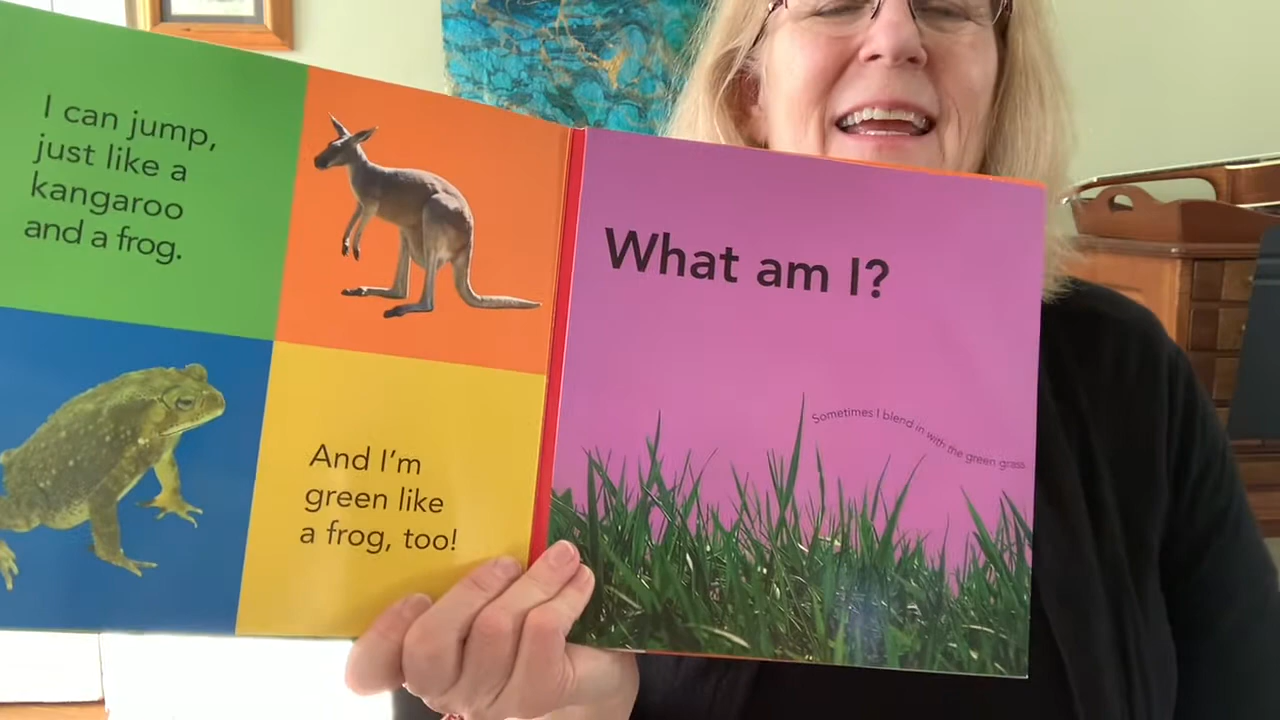 I can jump,
just like a
kangaroo
and a frog.
And I'm
green like
a frog, too!
What am I?
Sometimes I blend in with the green grass.